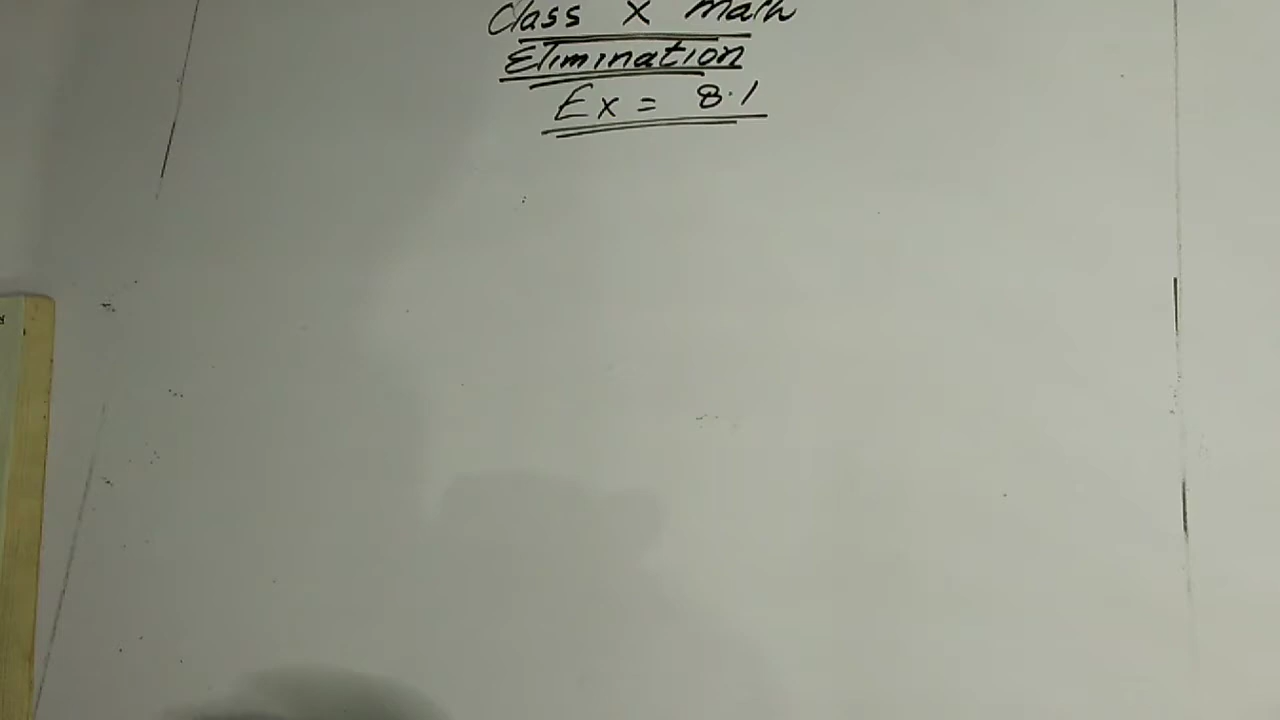 Class X Math
Elimination
Ex = 8.1